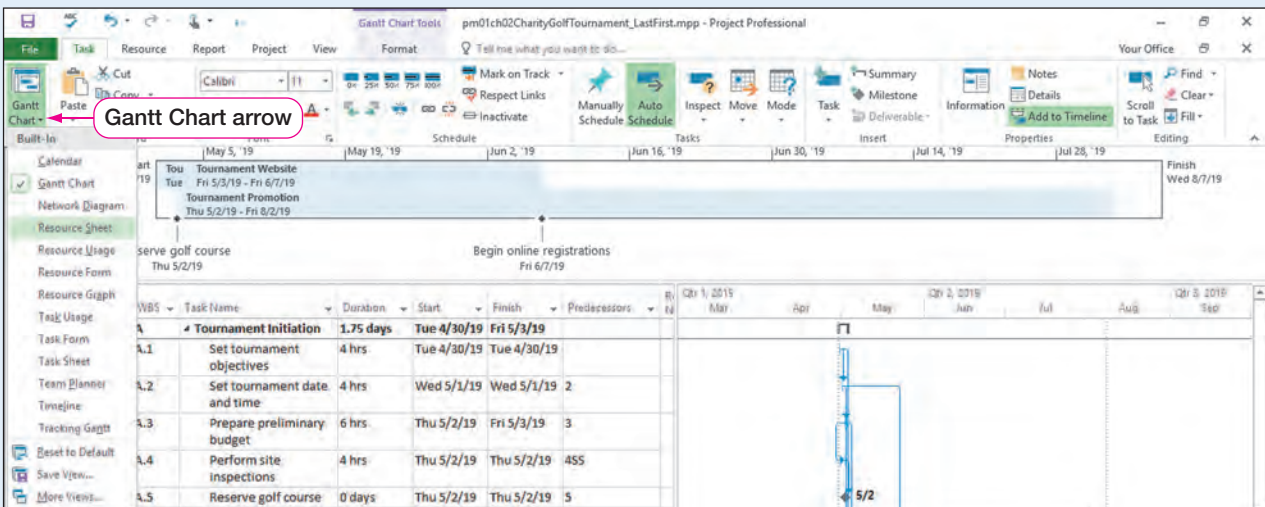 Gantt Chart Tools pm01ch02CharityGolfTournament_LastFirst.mpp - Project Professional
File Task Resource Report Project View Format Tell me what you want to do... Your Office
Cut Calibri 11 0× 25× 50× 75× 100× Mark on Track Summary Notes Find
Copy Respect Links Milestone Details Clear
Gantt Chart Paste Gantt Chart arrow Inactivate Manually Schedule Auto Schedule Inspect Move Mode Task Deliverable Information Add to Timeline Scroll to Task Fill
Schedule Tasks Insert Properties Editing
Built-In
Calendar
Gantt Chart
Network Diagram
Resource Sheet
Resource Usage
Resource Form
Resource Graph
Task Usage
Task Form
Task Sheet
Team Planner
Timeline
Tracking Gantt
Reset to Default
Save View...
More Views...
May 5, '19 May 19, '19 Jun 2, '19 Jun 16, '19 Jun 30, '19 Jul 14, '19 Jul 28, '19
art Tou Tournament Website Finish
'19 Tue Fri 5/3/19 - Fri 6/7/19 Wed 8/7/19
Tournament Promotion
Thu 5/2/19 - Fri 8/2/19
serve golf course Begin online registrations
Thu 5/2/19 Fri 6/7/19
Qtr 1, 2019 Qtr 2, 2019 Qtr 3, 2019
WBS Task Name Duration Start Finish Predecessors Mar Apr May Jun Jul Aug Sep
A Tournament Initiation 1.75 days Tue 4/30/19 Fri 5/3/19
A.1 Set tournament objectives 4 hrs Tue 4/30/19 Tue 4/30/19
A.2 Set tournament date and time 4 hrs Wed 5/1/19 Wed 5/1/19 2
A.3 Prepare preliminary budget 6 hrs Thu 5/2/19 Fri 5/3/19 3
A.4 Perform site inspections 4 hrs Thu 5/2/19 Thu 5/2/19 4SS
A.5 Reserve golf course 0 days Thu 5/2/19 Thu 5/2/19 5 5/2